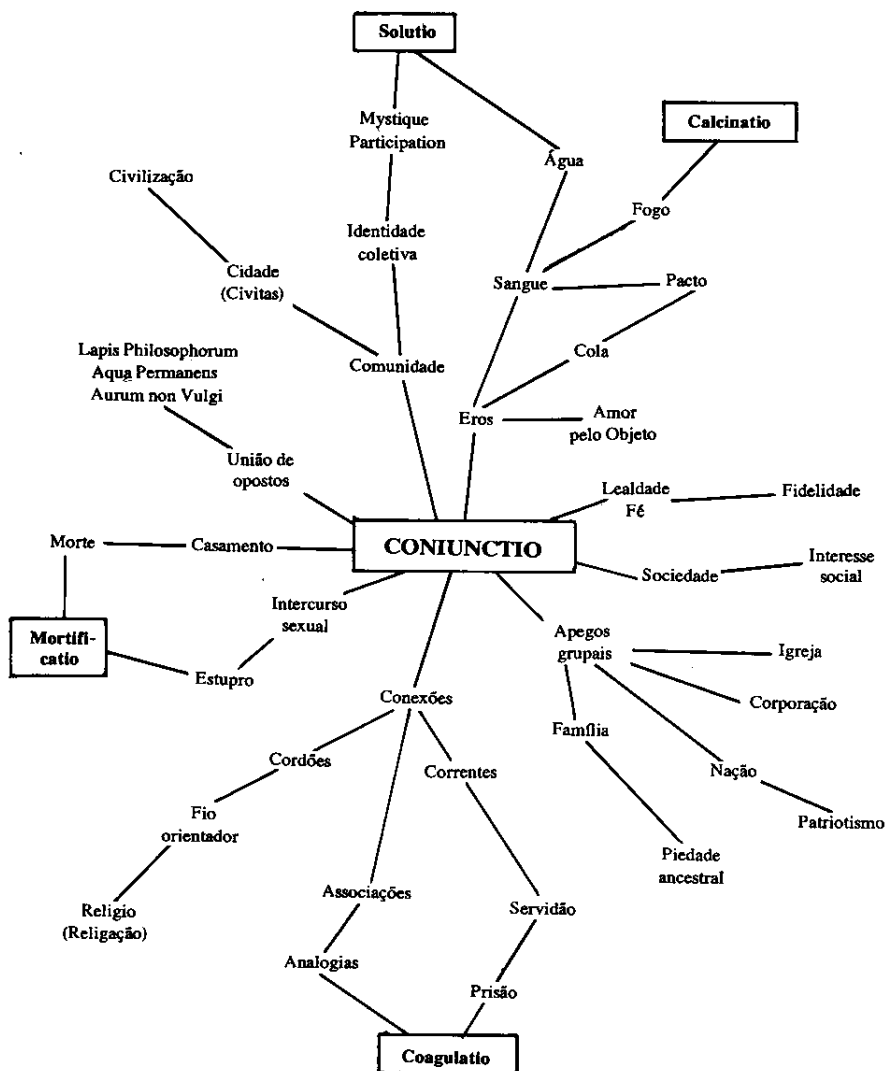 Solutio
Mystique
Participation
Calcinatio
Água
Civilização
Fogo
Identidade
coletiva
Cidade
(Civitas)
Sangue
Pacto
Lapis Philosophorum
Aqua Permanens
Aurum non Vulgi
Comunidade
Cola
Eros
Amor
pelo Objeto
União de
opostos
Lealdade
Fé
Fidelidade
Morte
Casamento
CONIUNCTIO
Sociedade
Interesse
social
Intercurso
sexual
Mortifi-
catio
Estupro
Apegos
grupais
Igreja
Corporação
Conexões
Família
Cordões
Correntes
Nação
Fio
orientador
Patriotismo
Piedade
ancestral
Associações
Servidão
Religio
(Religação)
Analogias
Prisão
Coagulatio